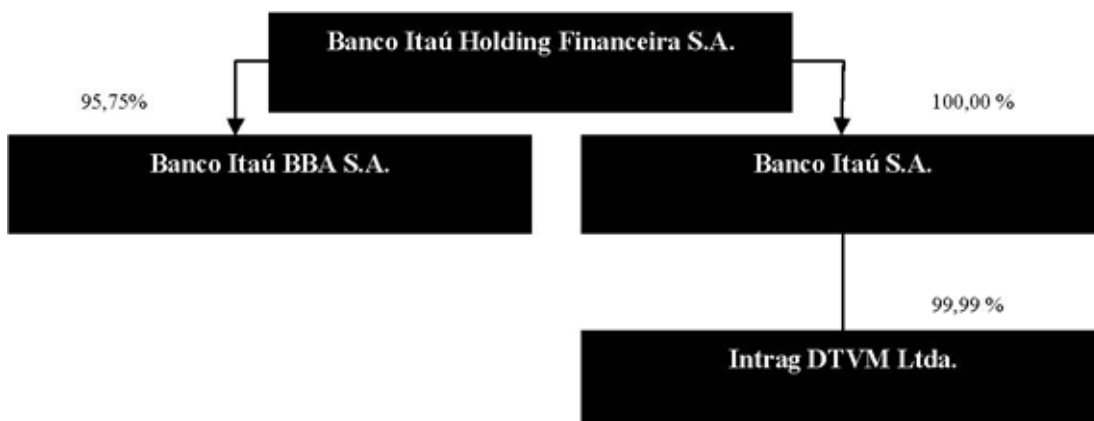 Banco Itaú Holding Financeira S.A.
95,75%
100,00 %
Banco Itaú BBA S.A.
Banco Itaú S.A.
99,99 %
Intrag DTVM Ltda.